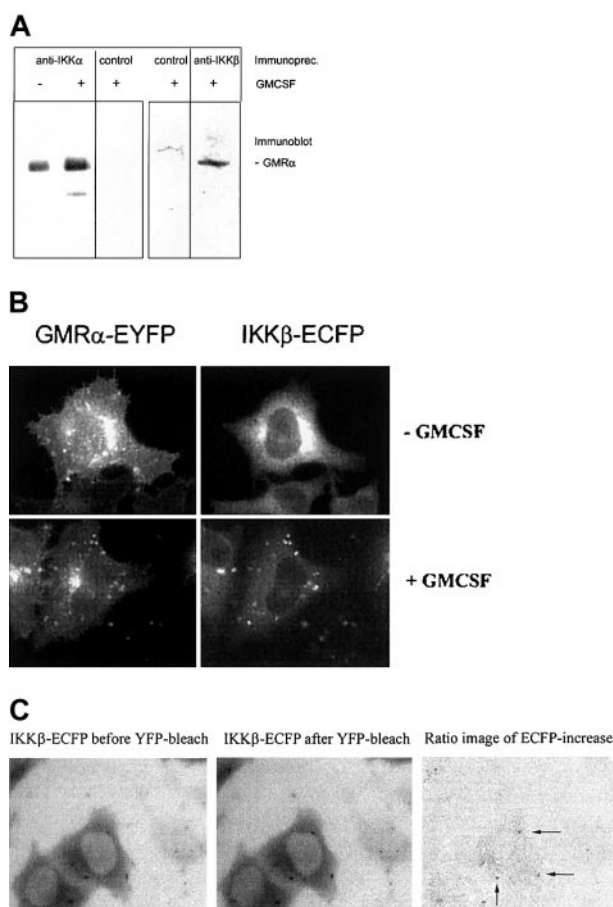 A
anti-IKKα control control anti-IKKβ Immunoprec.
- + + + + GMCSF
Immunoblot
- GMRα
B
GMRα-EYFP IKKβ-ECFP
- GMCSF
+ GMCSF
C
IKKβ-ECFP before YFP-bleach IKKβ-ECFP after YFP-bleach Ratio image of ECFP-increase